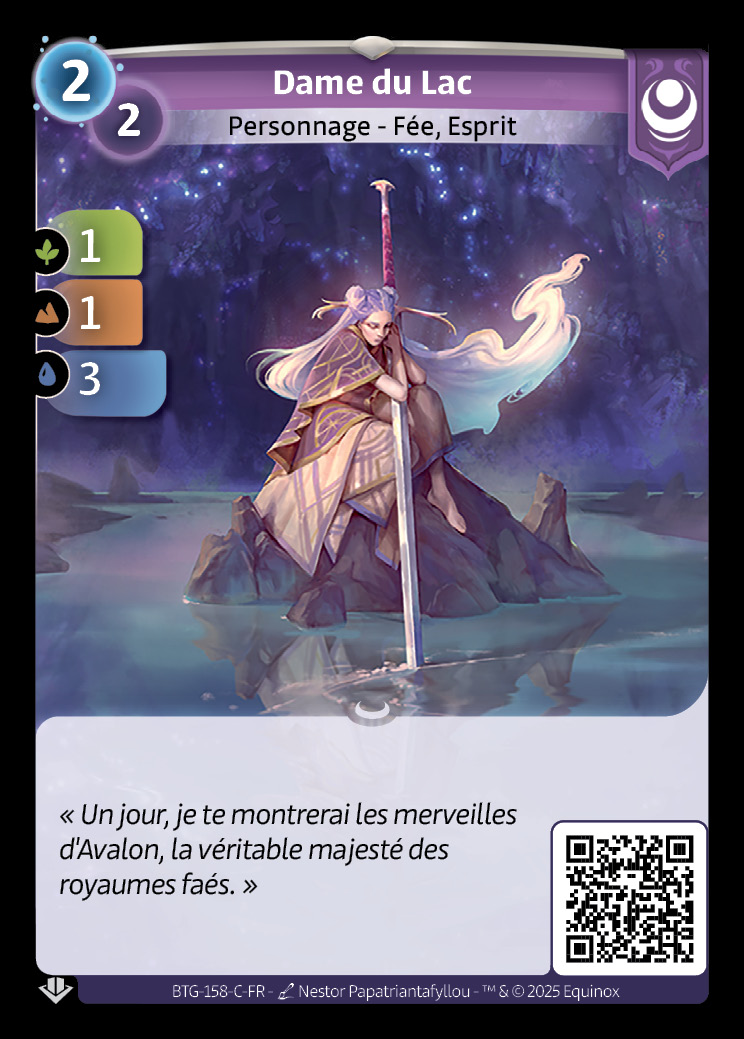 2
Dame du Lac
2
Personnage - Fée, Esprit
1
1
3
« Un jour, je te montrerai les merveilles
d'Avalon, la véritable majesté des
royaumes faés. »
BTG-158-C-FR - Nestor Papatriantafyllou - ™ & © 2025 Equinox